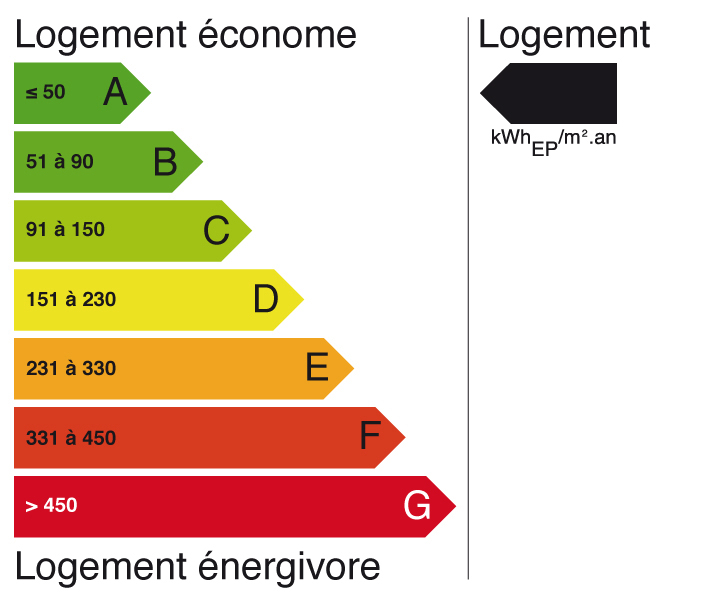 Logement économe
≤ 50 A
51 à 90 B
91 à 150 C
151 à 230 D
231 à 330 E
331 à 450 F
> 450 G
Logement énergivore
Logement
kWhEP/m².an